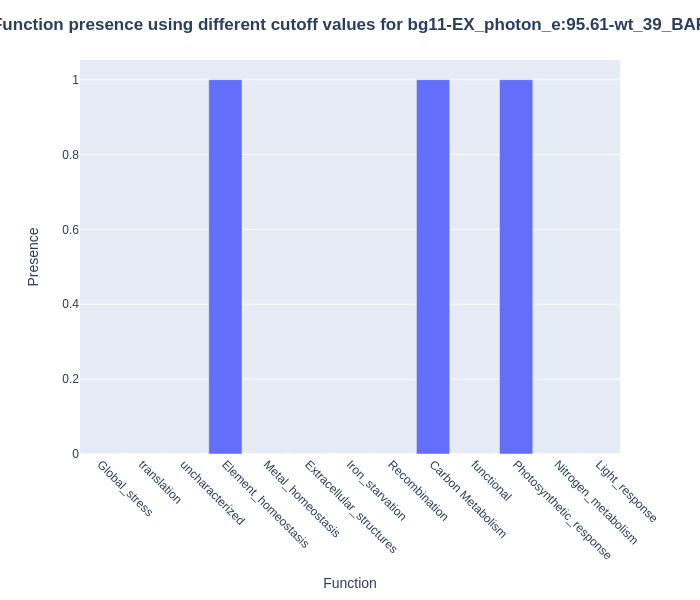 Function presence using different cutoff values for bg11-EX_photon_e:95.61-wt_39_BAR
1
0.8
0.6
0.4
0.2
0
Presence
Global_stress
translation
uncharacterized
Element_homeostasis
Metal_homeostasis
Extracellular_structures
Iron_starvation
Recombination
Carbon Metabolism
functional
Photosynthetic_response
Nitrogen_metabolism
Light_response
Function